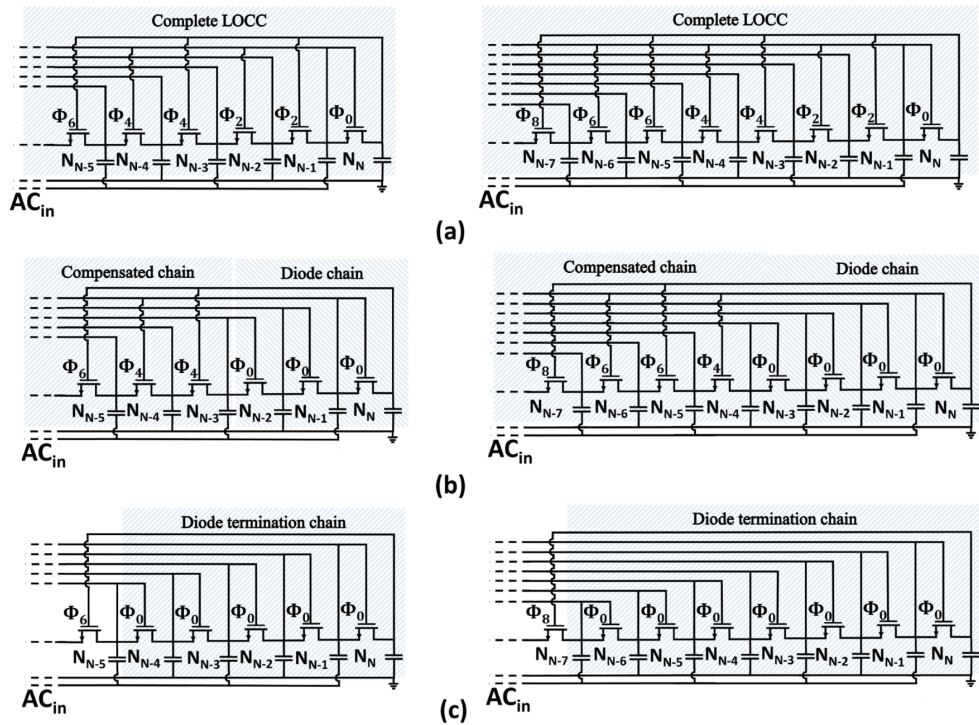 Complete LOCC
Φ6 Φ4 Φ4 Φ2 Φ2 Φ0
NN-5 NN-4 NN-3 NN-2 NN-1 NN
ACin
Complete LOCC
Φ8 Φ6 Φ6 Φ4 Φ4 Φ2 Φ2 Φ0
NN-7 NN-6 NN-5 NN-4 NN-3 NN-2 NN-1 NN
ACin
(a)
Compensated chain Diode chain
Φ6 Φ4 Φ4 Φ0 Φ0 Φ0
NN-5 NN-4 NN-3 NN-2 NN-1 NN
ACin
Compensated chain Diode chain
Φ8 Φ6 Φ6 Φ4 Φ0 Φ0 Φ0 Φ0
NN-7 NN-6 NN-5 NN-4 NN-3 NN-2 NN-1 NN
ACin
(b)
Diode termination chain
Φ6 Φ0 Φ0 Φ0 Φ0 Φ0
NN-5 NN-4 NN-3 NN-2 NN-1 NN
ACin
Diode termination chain
Φ8 Φ0 Φ0 Φ0 Φ0 Φ0 Φ0 Φ0
NN-7 NN-6 NN-5 NN-4 NN-3 NN-2 NN-1 NN
ACin
(c)